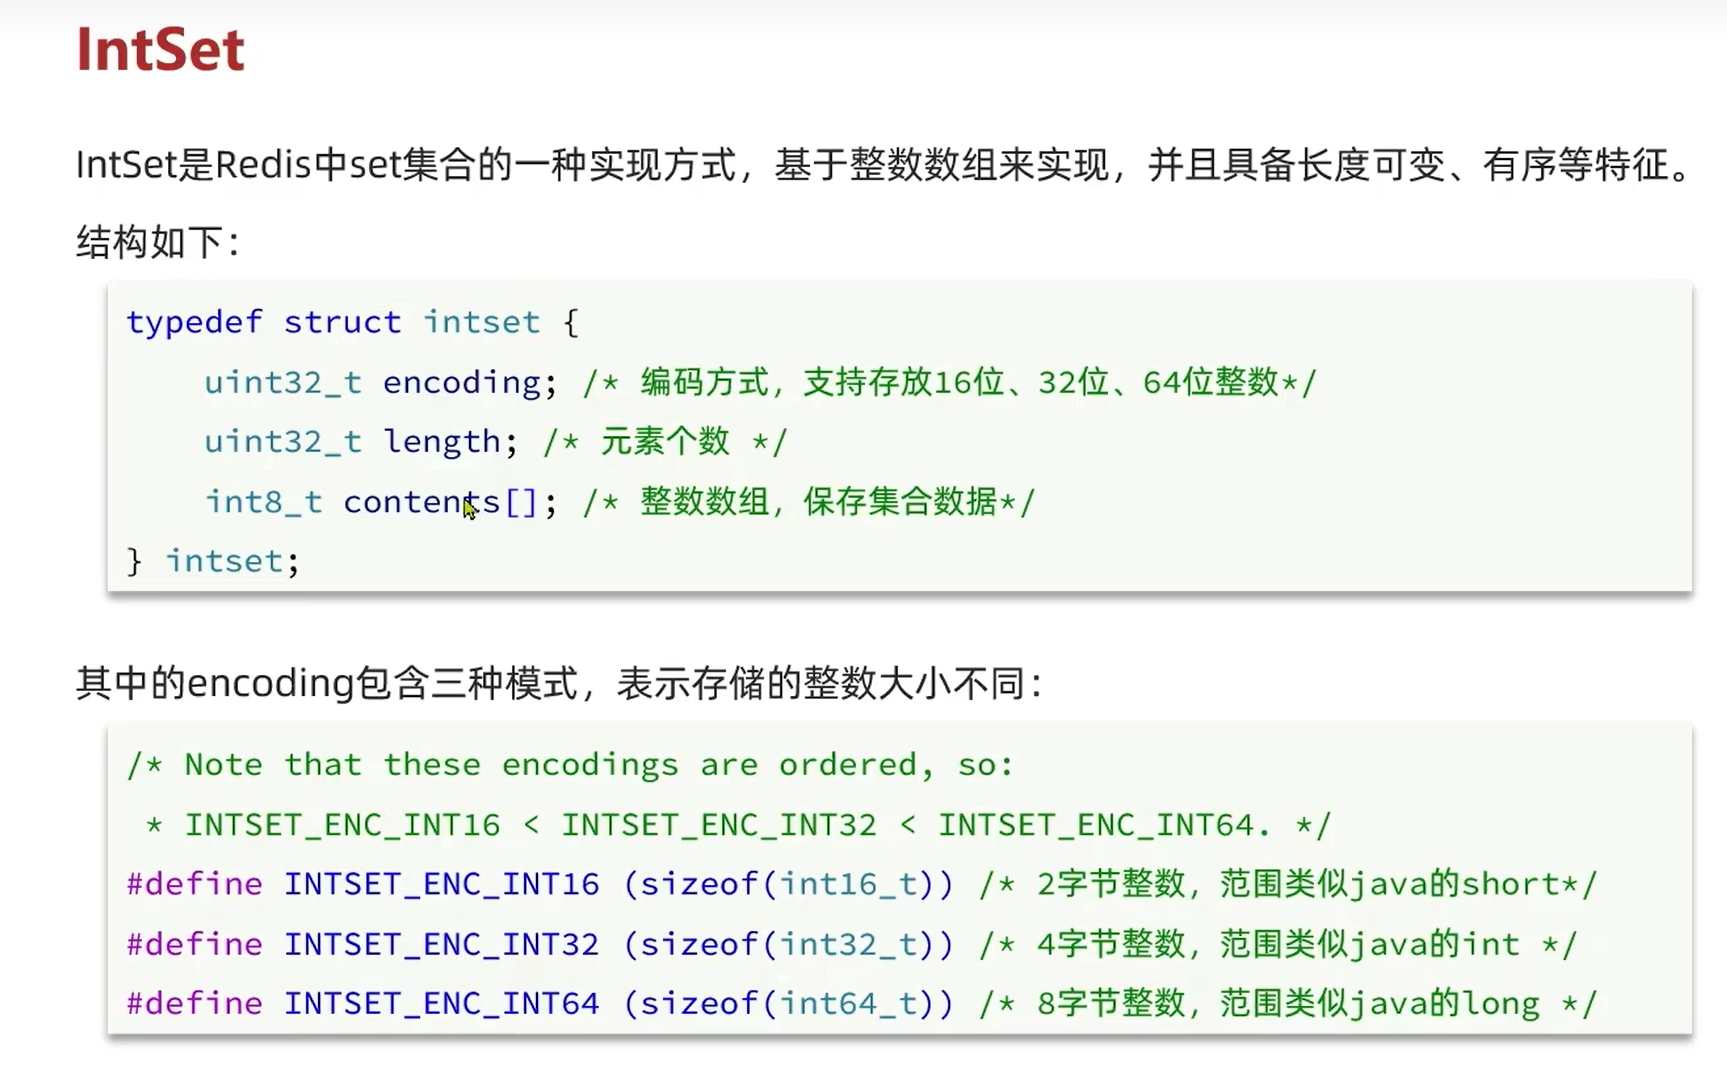 IntSet
IntSet是Redis中set集合的一种实现方式，基于整数数组来实现，并且具备长度可变、有序等特征。
结构如下：
typedef struct intset {
    uint32_t encoding; /* 编码方式，支持存放16位、32位、64位整数*/
    uint32_t length; /* 元素个数 */
    int8_t contents[]; /* 整数数组，保存集合数据*/
} intset;
其中的encoding包含三种模式，表示存储的整数大小不同：
/* Note that these encodings are ordered, so:
 * INTSET_ENC_INT16 < INTSET_ENC_INT32 < INTSET_ENC_INT64. */
#define INTSET_ENC_INT16 (sizeof(int16_t)) /* 2字节整数，范围类似java的short*/
#define INTSET_ENC_INT32 (sizeof(int32_t)) /* 4字节整数，范围类似java的int */
#define INTSET_ENC_INT64 (sizeof(int64_t)) /* 8字节整数，范围类似java的long */